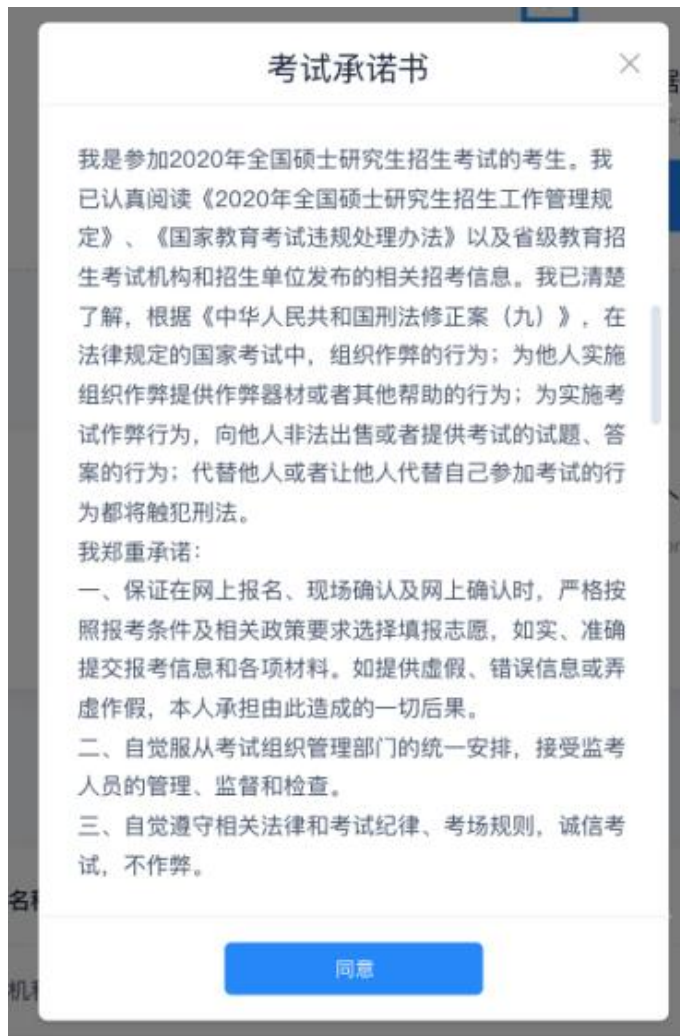 考试承诺书
我是参加2020年全国硕士研究生招生考试的考生。我
已认真阅读《2020年全国硕士研究生招生工作管理规
定》、《国家教育考试违规处理办法》以及省级教育招
生考试机构和招生单位发布的相关招考信息。我已清楚
了解，根据《中华人民共和国刑法修正案（九）》，在
法律规定的国家考试中，组织作弊的行为；为他人实施
组织作弊提供作弊器材或者其他帮助的行为；为实施考
试作弊行为，向他人非法出售或者提供考试的试题、答
案的行为；代替他人或者让他人代替自己参加考试的行
为都将触犯刑法。
我郑重承诺：
一、保证在网上报名、现场确认及网上确认时，严格按
照报考条件及相关政策要求选择填报志愿，如实、准确
提交报考信息和各项材料。如提供虚假、错误信息或弄
虚作假，本人承担由此造成的一切后果。
二、自觉服从考试组织管理部门的统一安排，接受监考
人员的管理、监督和检查。
三、自觉遵守相关法律和考试纪律、考场规则，诚信考
试，不作弊。
同意